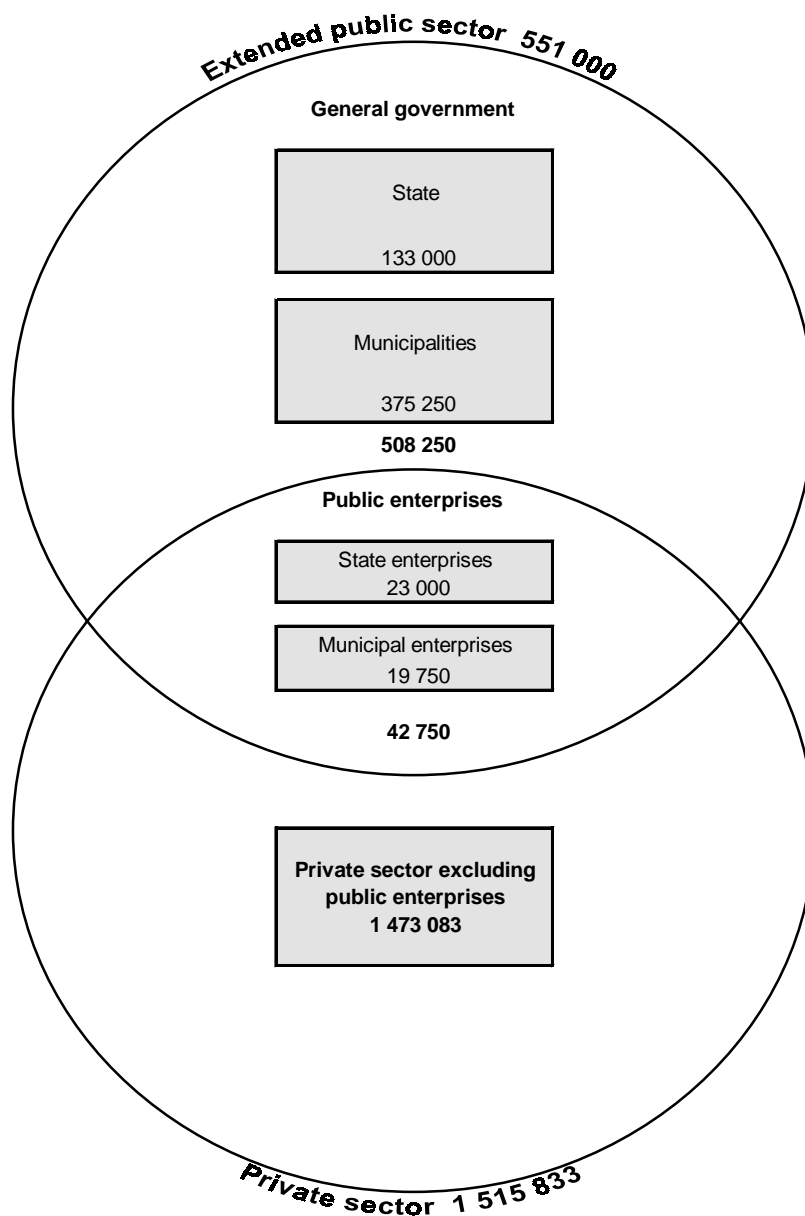 Extended public sector 551 000
General government
State
133 000
Municipalities
375 250
508 250
Public enterprises
State enterprises
23 000
Municipal enterprises
19 750
42 750
Private sector excluding
public enterprises
1 473 083
Private sector 1 515 833